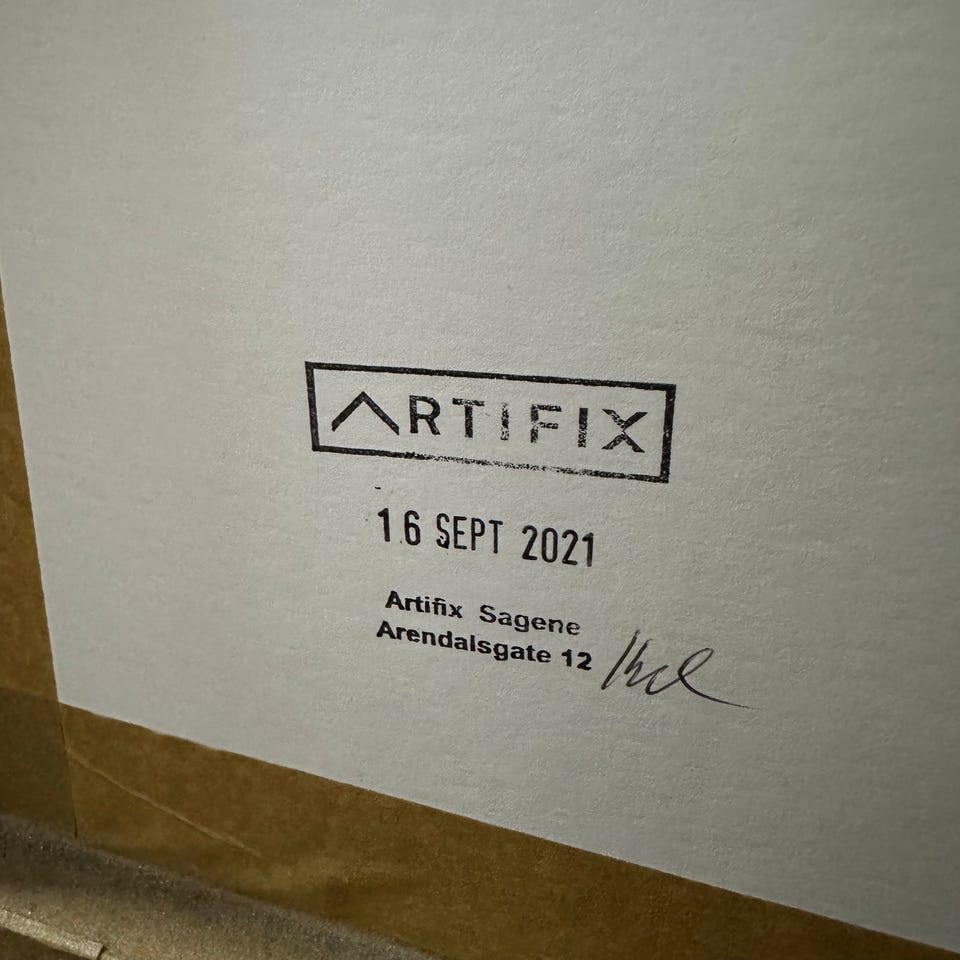 ARTIFIX
16 SEPT 2021
Artifix Sagene
Arendalsgate 12